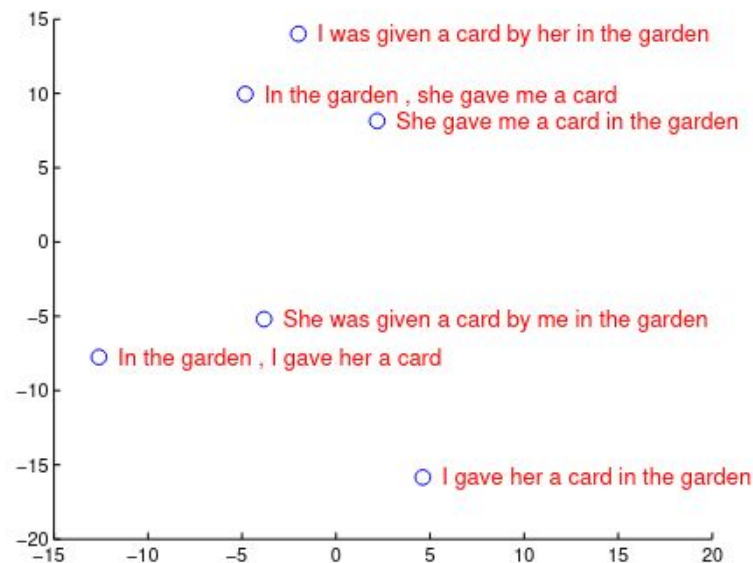 15
I was given a card by her in the garden
10
In the garden , she gave me a card
She gave me a card in the garden
5
0
−5
She was given a card by me in the garden
In the garden , I gave her a card
−10
−15
I gave her a card in the garden
−20
−15 −10 −5 0 5 10 15 20